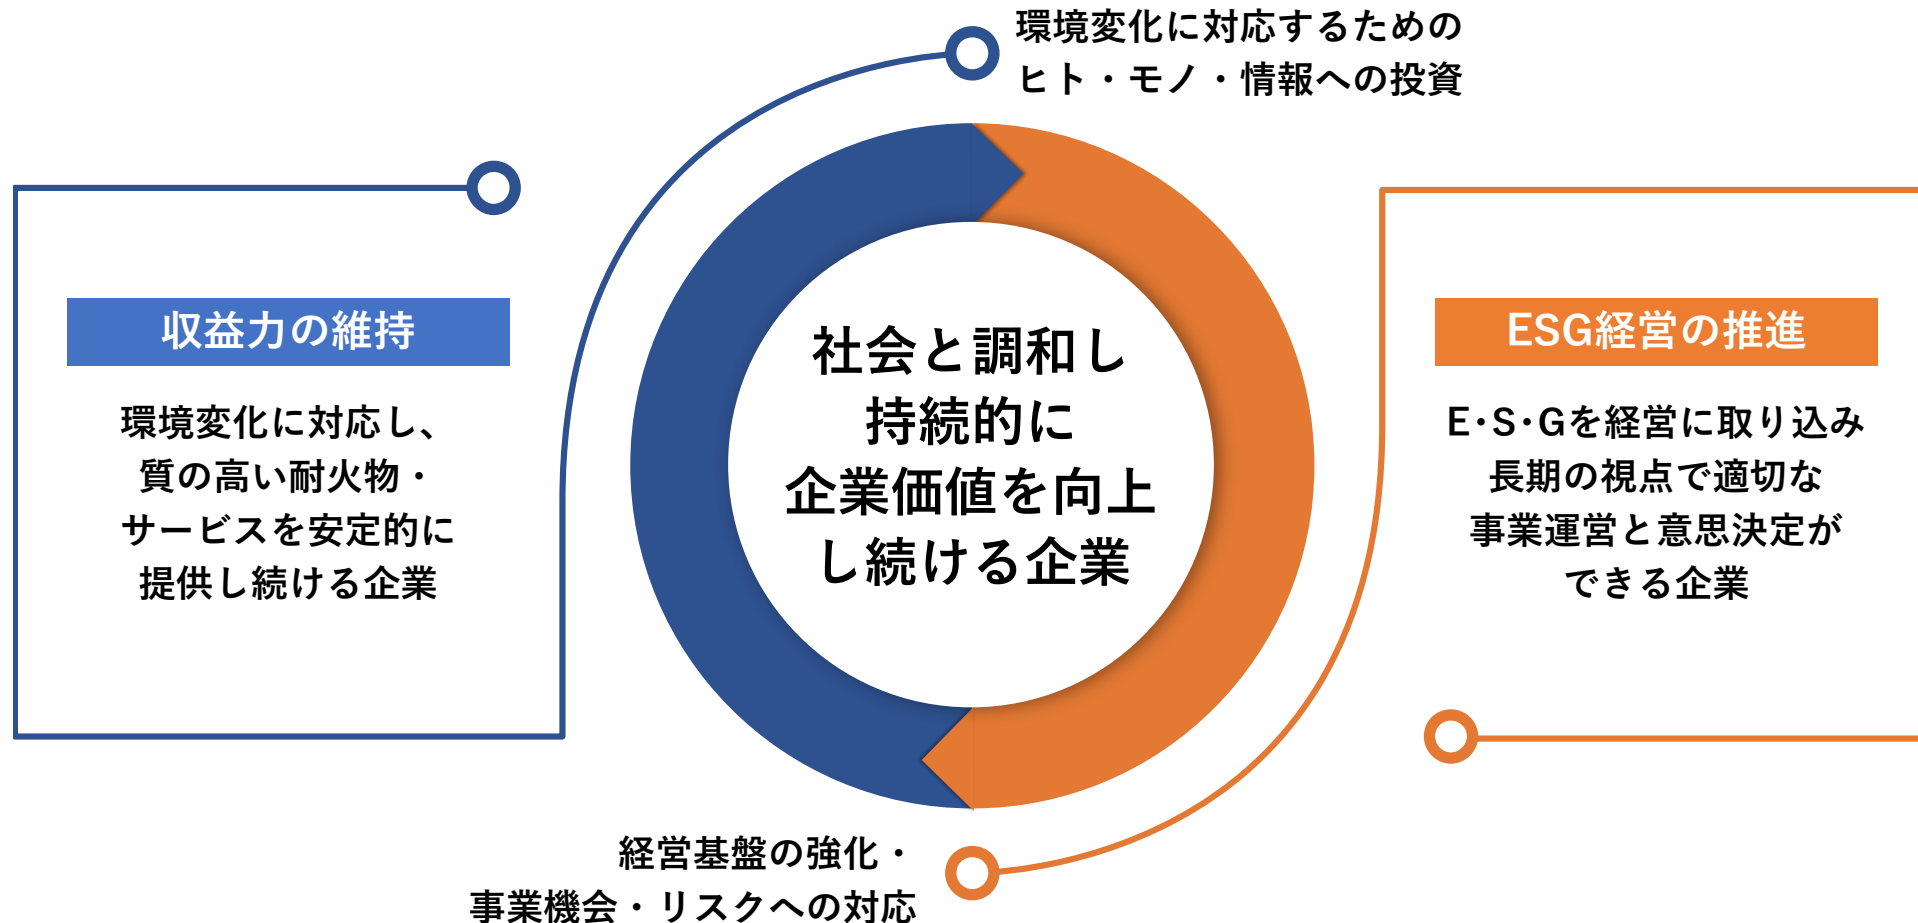 環境変化に対応するための
ヒト・モノ・情報への投資
収益力の維持
環境変化に対応し、
質の高い耐火物・
サービスを安定的に
提供し続ける企業
社会と調和し
持続的に
企業価値を向上
し続ける企業
ESG経営の推進
E･S･Gを経営に取り込み
長期の視点で適切な
事業運営と意思決定が
できる企業
経営基盤の強化・
事業機会・リスクへの対応